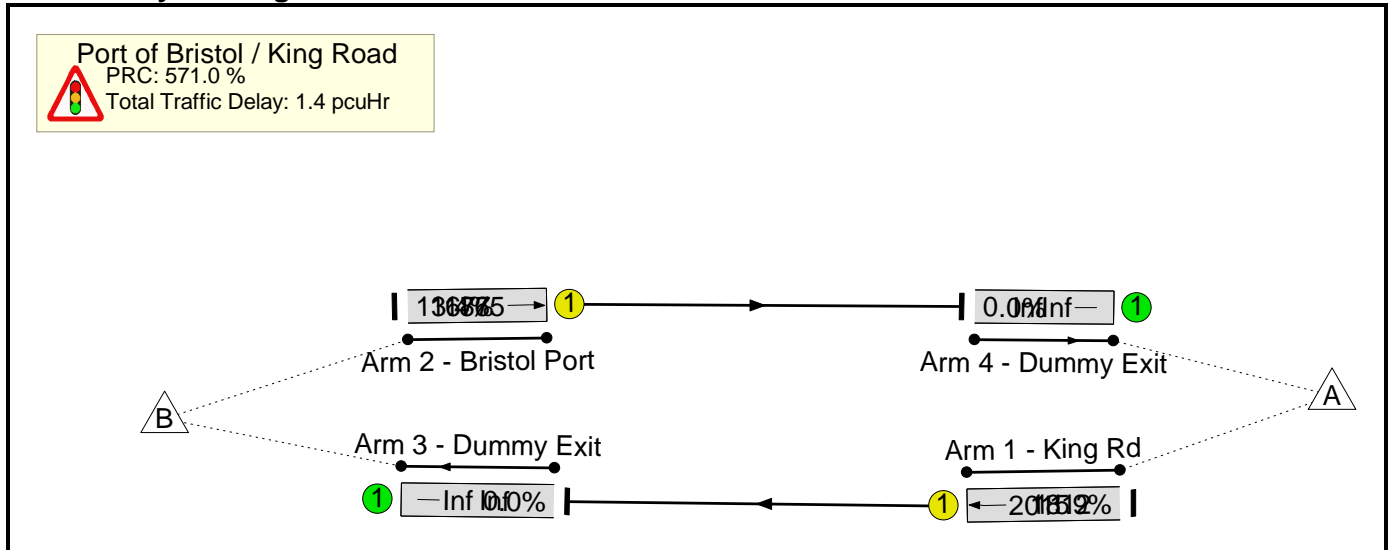 Port of Bristol / King Road
PRC: 571.0 %
Total Traffic Delay: 1.4 pcuHr
1
1
Arm 2 - Bristol Port
Arm 4 - Dummy Exit
B
A
Arm 3 - Dummy Exit
Arm 1 - King Rd
1
1